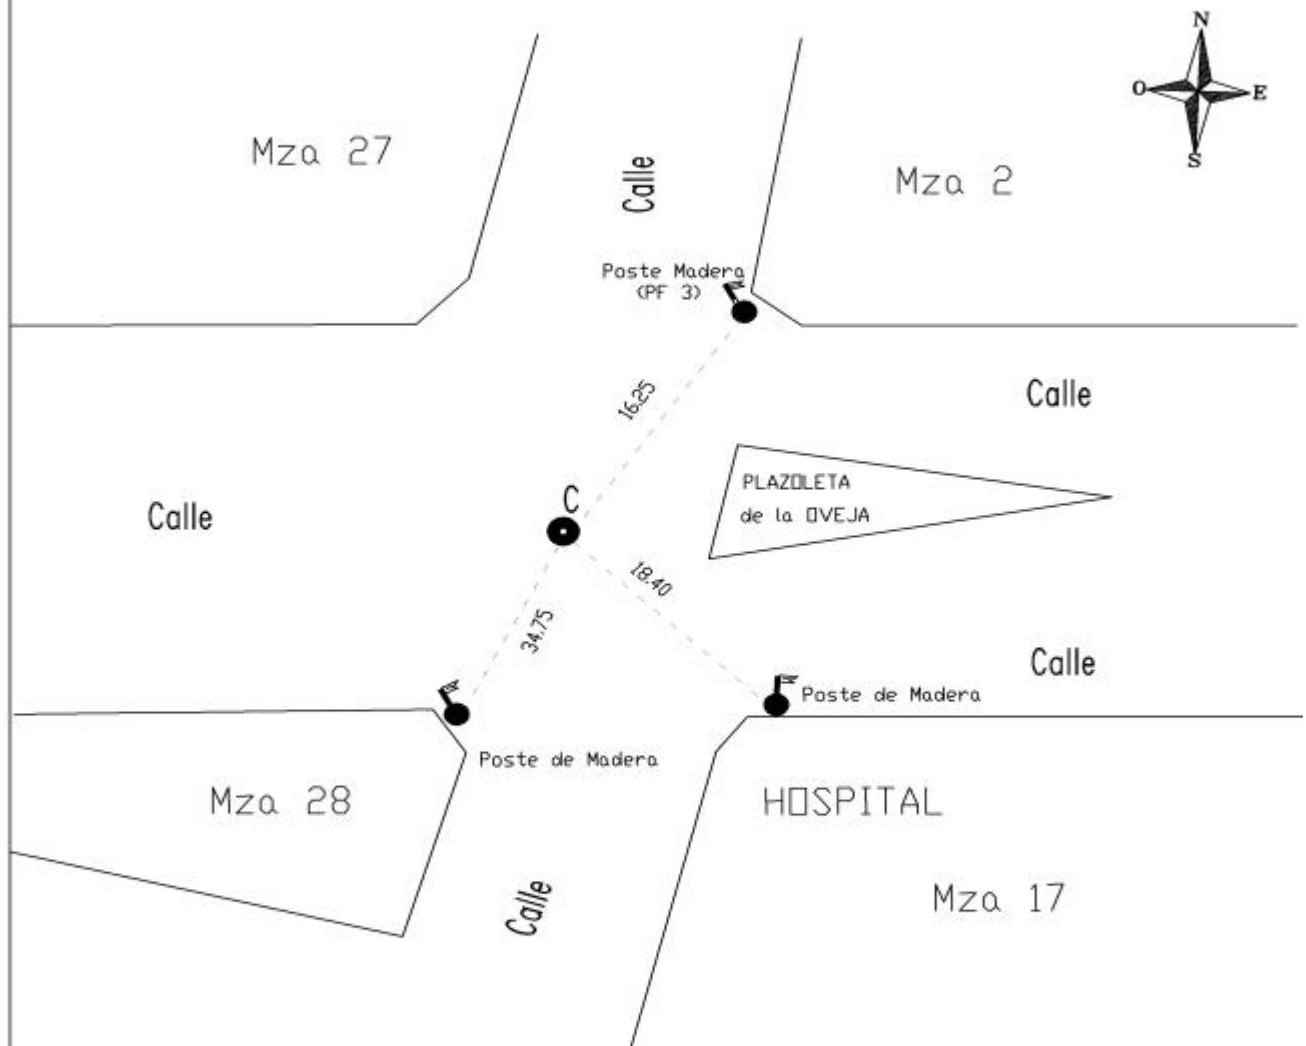 N
O
E
S
Mza 27
Calle
Mza 2
Poste Madera
(PF 3)
16.25
Calle
PLAZOLETA
de la OVEJA
C
Calle
18.40
34.75
Calle
Poste de Madera
Poste de Madera
Mza 28
HOSPITAL
Calle
Mza 17